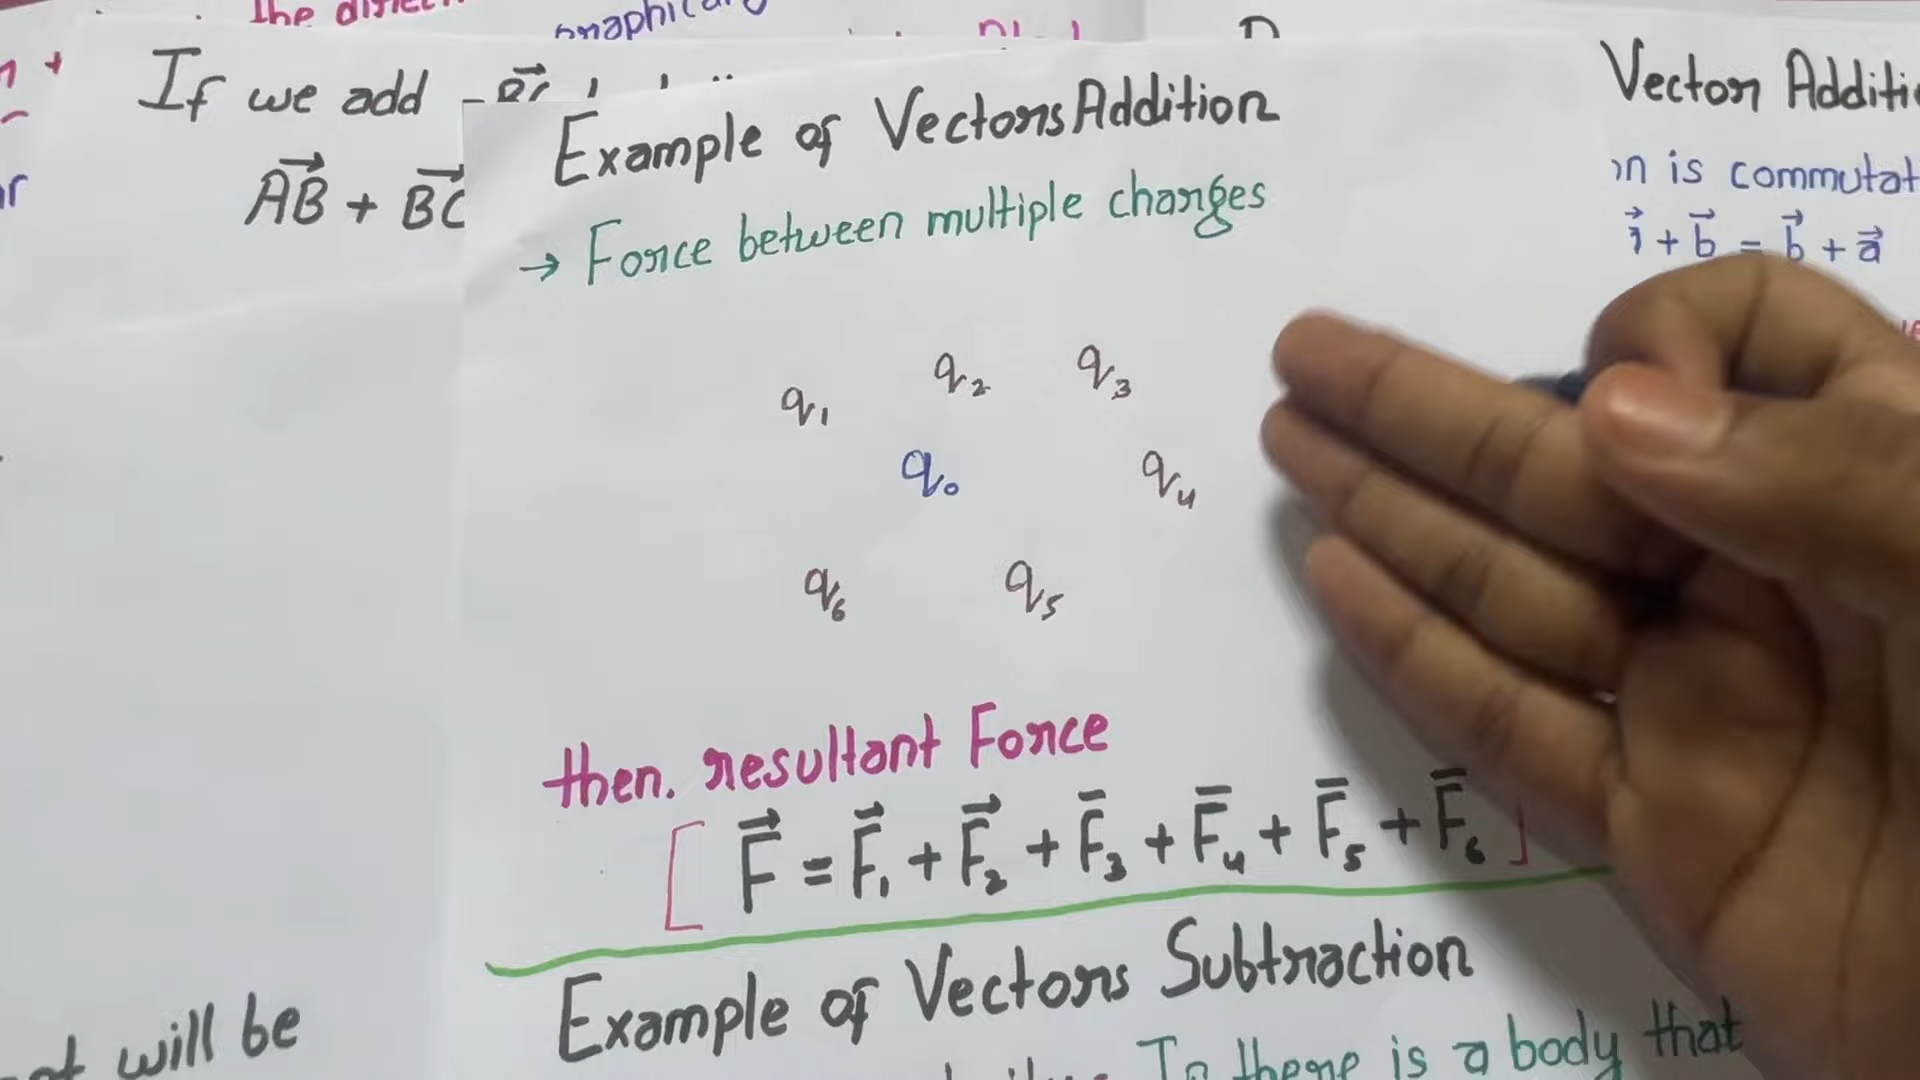 the
If we add
AB + BC
Example of Vectors Addition
→ Force between multiple charges
q1 q2 q3
q0 q4
q6 q5
then. resultant Force
[ F = F1 + F2 + F3 + F4 + F5 + F6 ]
Example of Vectors Subtraction
is a body that
will be
Vector
is
+ b = b + a